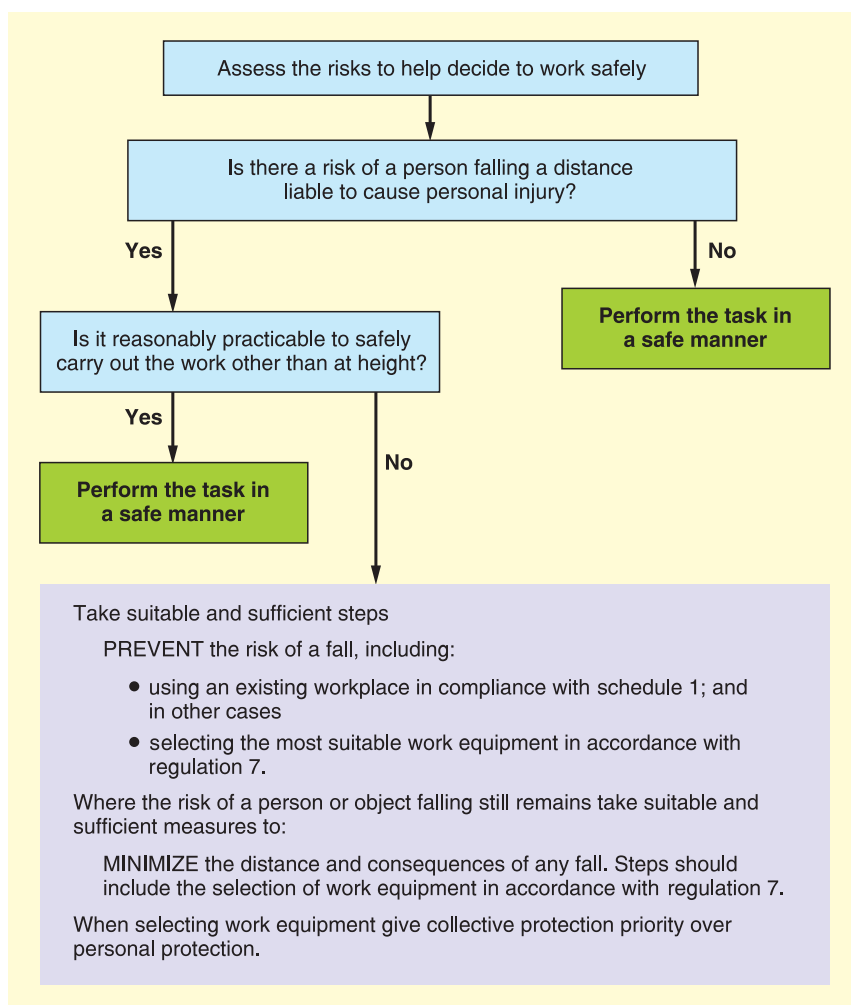 Assess the risks to help decide to work safely
Is there a risk of a person falling a distance
liable to cause personal injury?
Yes
No
Perform the task in
a safe manner
Is it reasonably practicable to safely
carry out the work other than at height?
Yes
No
Perform the task in
a safe manner
Take suitable and sufficient steps
PREVENT the risk of a fall, including:
• using an existing workplace in compliance with schedule 1; and
in other cases
• selecting the most suitable work equipment in accordance with
regulation 7.
Where the risk of a person or object falling still remains take suitable and
sufficient measures to:
MINIMIZE the distance and consequences of any fall. Steps should
include the selection of work equipment in accordance with regulation 7.
When selecting work equipment give collective protection priority over
personal protection.